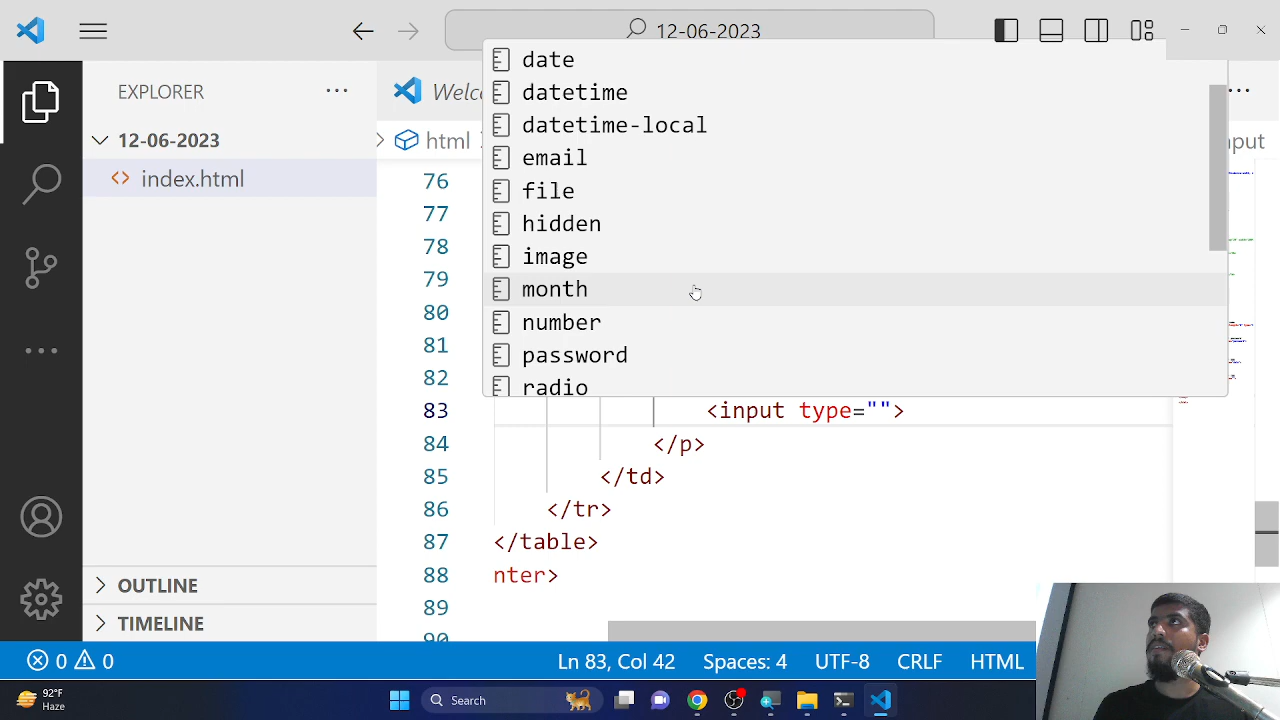 12-06-2023
EXPLORER
12-06-2023
index.html
OUTLINE
TIMELINE
html
date
datetime
datetime-local
email
file
hidden
image
month
number
password
radio
76
77
78
79
80
81
82
83 <input type="">
84 </p>
85 </td>
86 </tr>
87 </table>
88 nter>
89
90
0 0
Ln 83, Col 42 Spaces: 4 UTF-8 CRLF HTML
92°F
Haze
Search